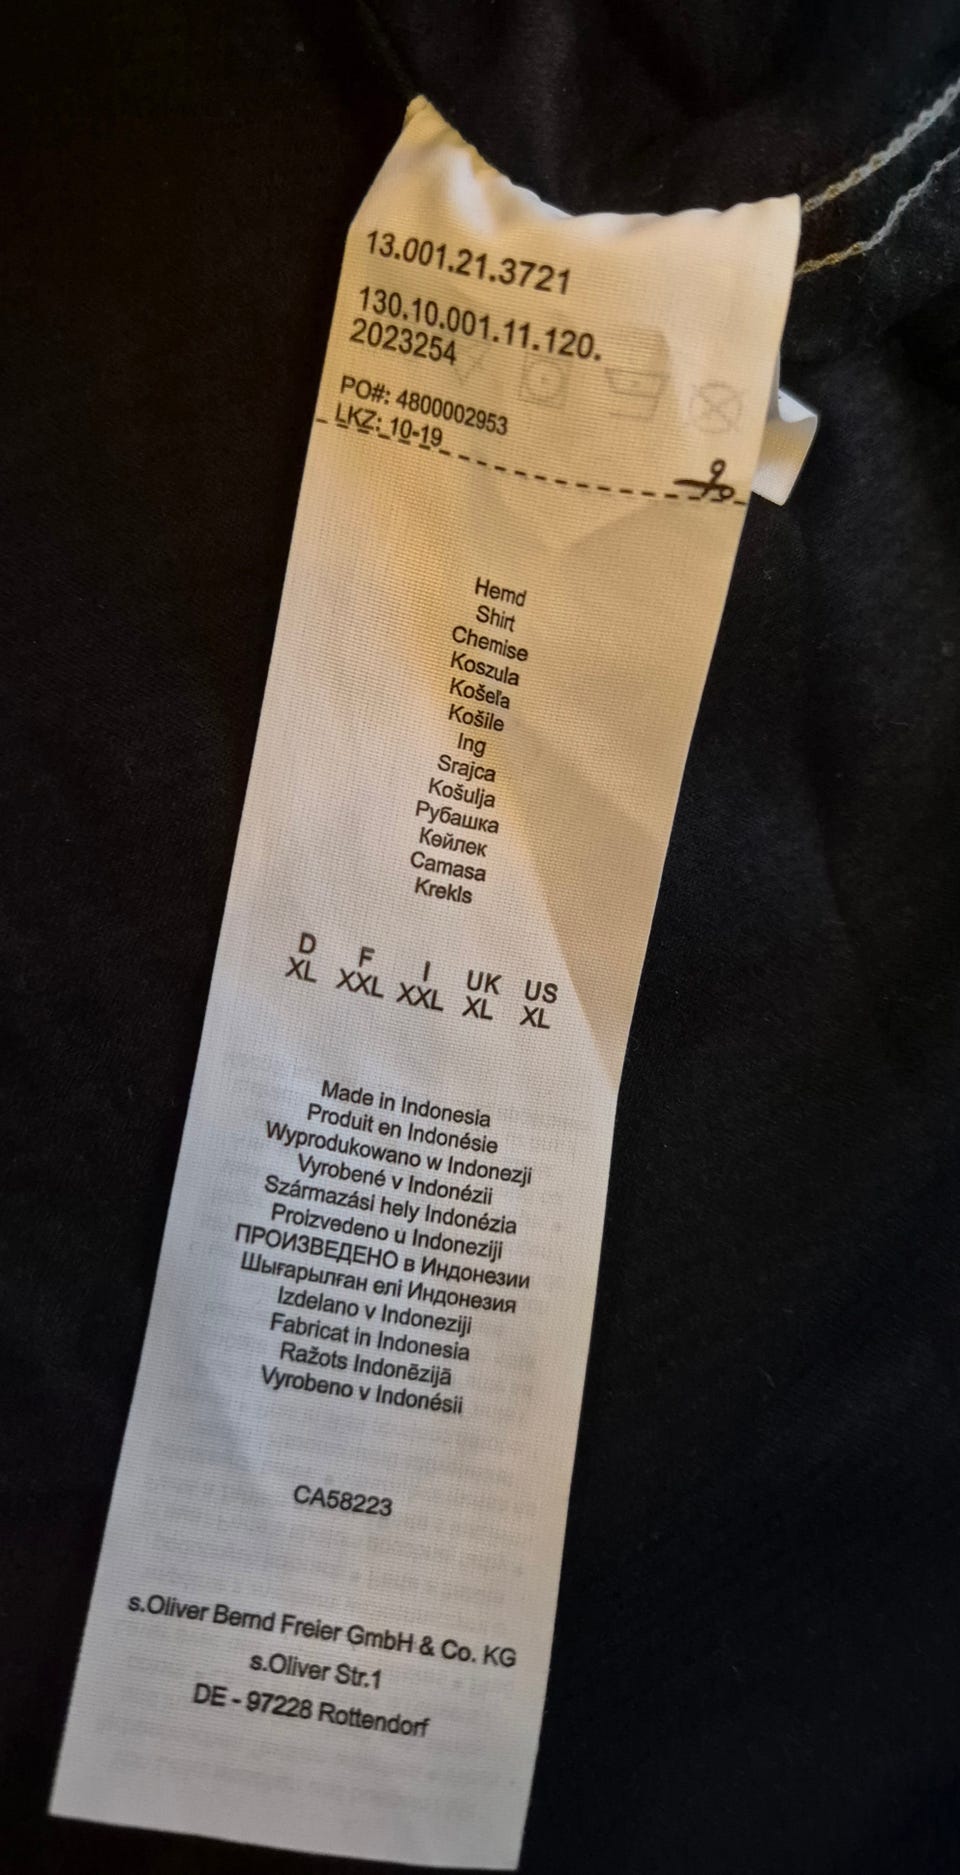 13.001.21.3721
130.10.001.11.120.
2023254
PO#: 4800002953
LKZ: 10-19
Hemd
Shirt
Chemise
Koszula
Košeľa
Košile
Ing
Srajca
Košulja
Рубашка
Көйлек
Camasa
Krekls
D F I UK US
XL XXL XXL XL XL
Made in Indonesia
Produit en Indonésie
Wyprodukowano w Indonezji
Vyrobené v Indonézii
Származási hely Indonézia
Proizvedeno u Indoneziji
ПРОИЗВЕДЕНО в Индонезии
Шығарылған елі Индонезия
Izdelano v Indoneziji
Fabricat in Indonesia
Ražots Indonēzijā
Vyrobeno v Indonésii
CA58223
s.Oliver Bernd Freier GmbH & Co. KG
s.Oliver Str.1
DE - 97228 Rottendorf